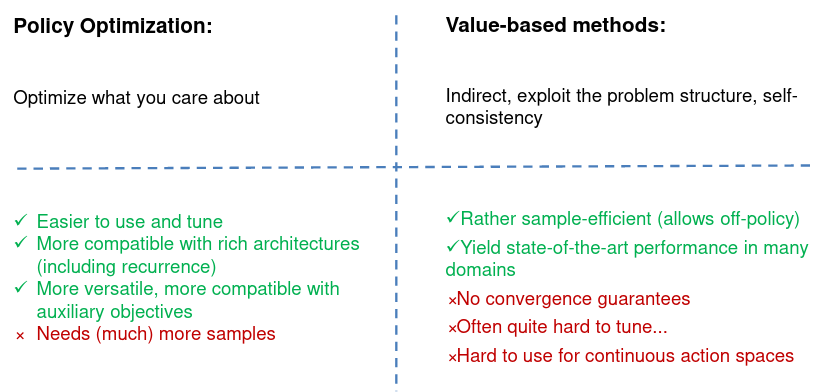 Policy Optimization:
Optimize what you care about
✓ Easier to use and tune
✓ More compatible with rich architectures
(including recurrence)
✓ More versatile, more compatible with
auxiliary objectives
× Needs (much) more samples
Value-based methods:
Indirect, exploit the problem structure, self-
consistency
✓Rather sample-efficient (allows off-policy)
✓Yield state-of-the-art performance in many
domains
×No convergence guarantees
×Often quite hard to tune...
×Hard to use for continuous action spaces